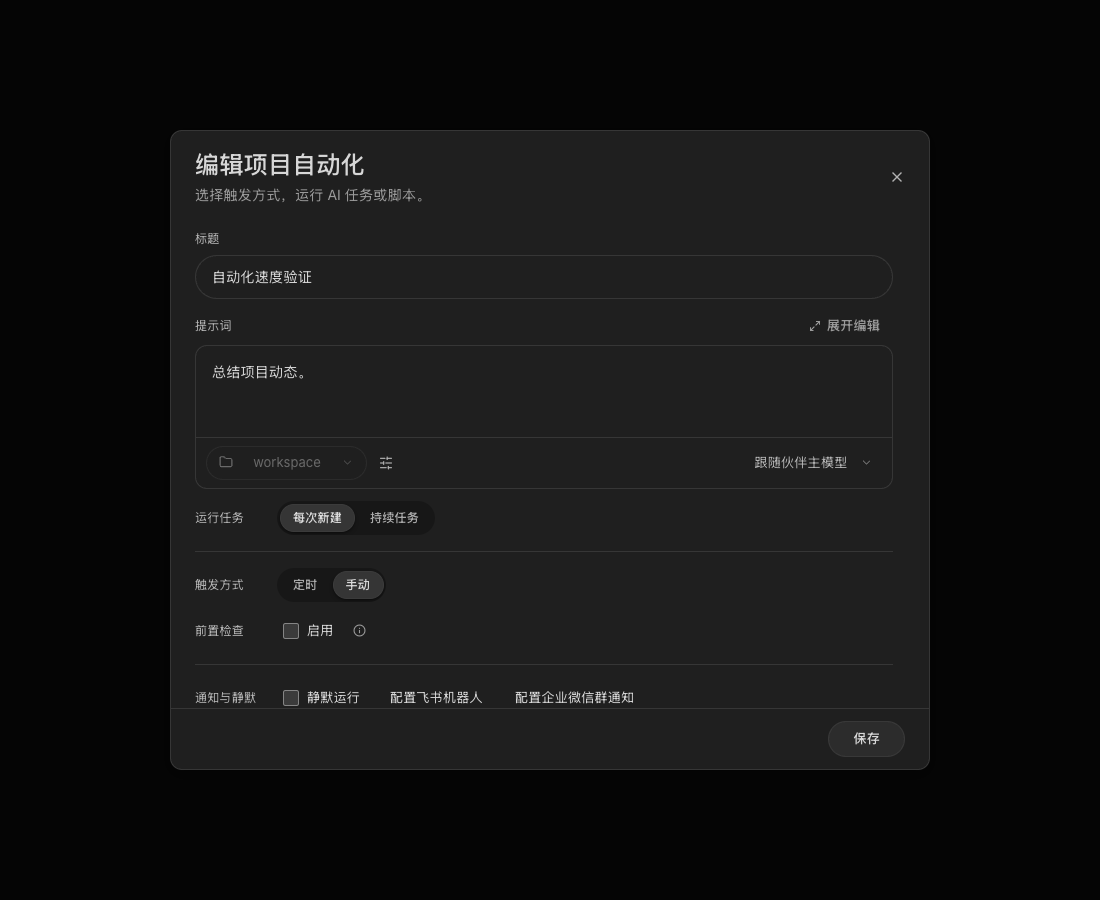 编辑项目自动化
选择触发方式，运行 AI 任务或脚本。
标题
自动化速度验证
提示词
展开编辑
总结项目动态。
workspace
跟随伙伴主模型
运行任务 每次新建 持续任务
触发方式 定时 手动
前置检查 启用
通知与静默 静默运行 配置飞书机器人 配置企业微信群通知
保存